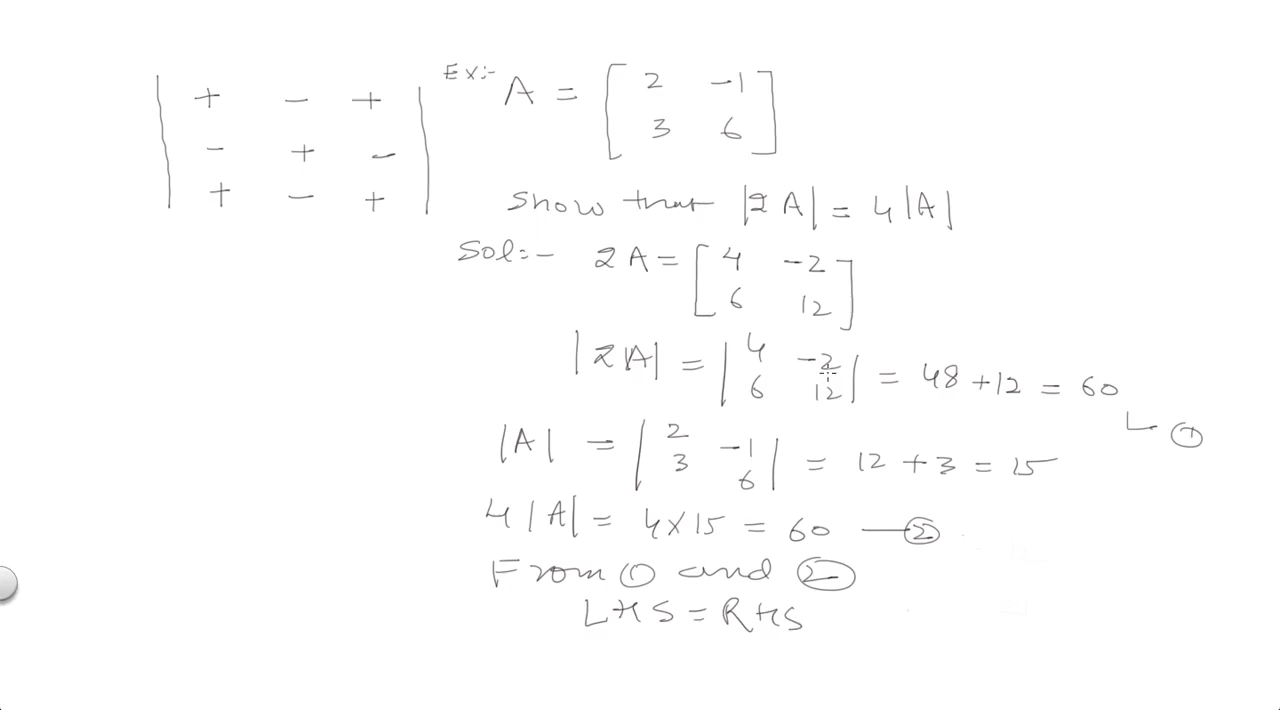 + - +
- + -
+ - +
Ex:- A = [ 2 -1
3 6 ]
Show that |2A| = 4|A|
Sol:- 2A = [ 4 -2
6 12 ]
|2A| = | 4 -2
6 12 | = 48 + 12 = 60
①
|A| = | 2 -1
3 6 | = 12 + 3 = 15
4|A| = 4 × 15 = 60 — ②
From ① and ②
LHS = RHS